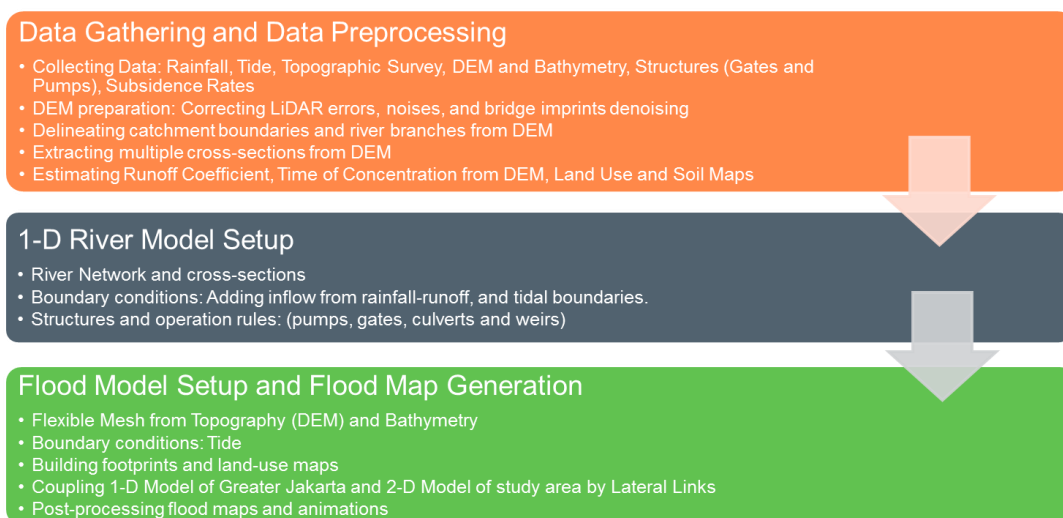 Data Gathering and Data Preprocessing
• Collecting Data: Rainfall, Tide, Topographic Survey, DEM and Bathymetry, Structures (Gates and
Pumps), Subsidence Rates
• DEM preparation: Correcting LiDAR errors, noises, and bridge imprints denoising
• Delineating catchment boundaries and river branches from DEM
• Extracting multiple cross-sections from DEM
• Estimating Runoff Coefficient, Time of Concentration from DEM, Land Use and Soil Maps
1-D River Model Setup
• River Network and cross-sections
• Boundary conditions: Adding inflow from rainfall-runoff, and tidal boundaries.
• Structures and operation rules: (pumps, gates, culverts and weirs)
Flood Model Setup and Flood Map Generation
• Flexible Mesh from Topography (DEM) and Bathymetry
• Boundary conditions: Tide
• Building footprints and land-use maps
• Coupling 1-D Model of Greater Jakarta and 2-D Model of study area by Lateral Links
• Post-processing flood maps and animations